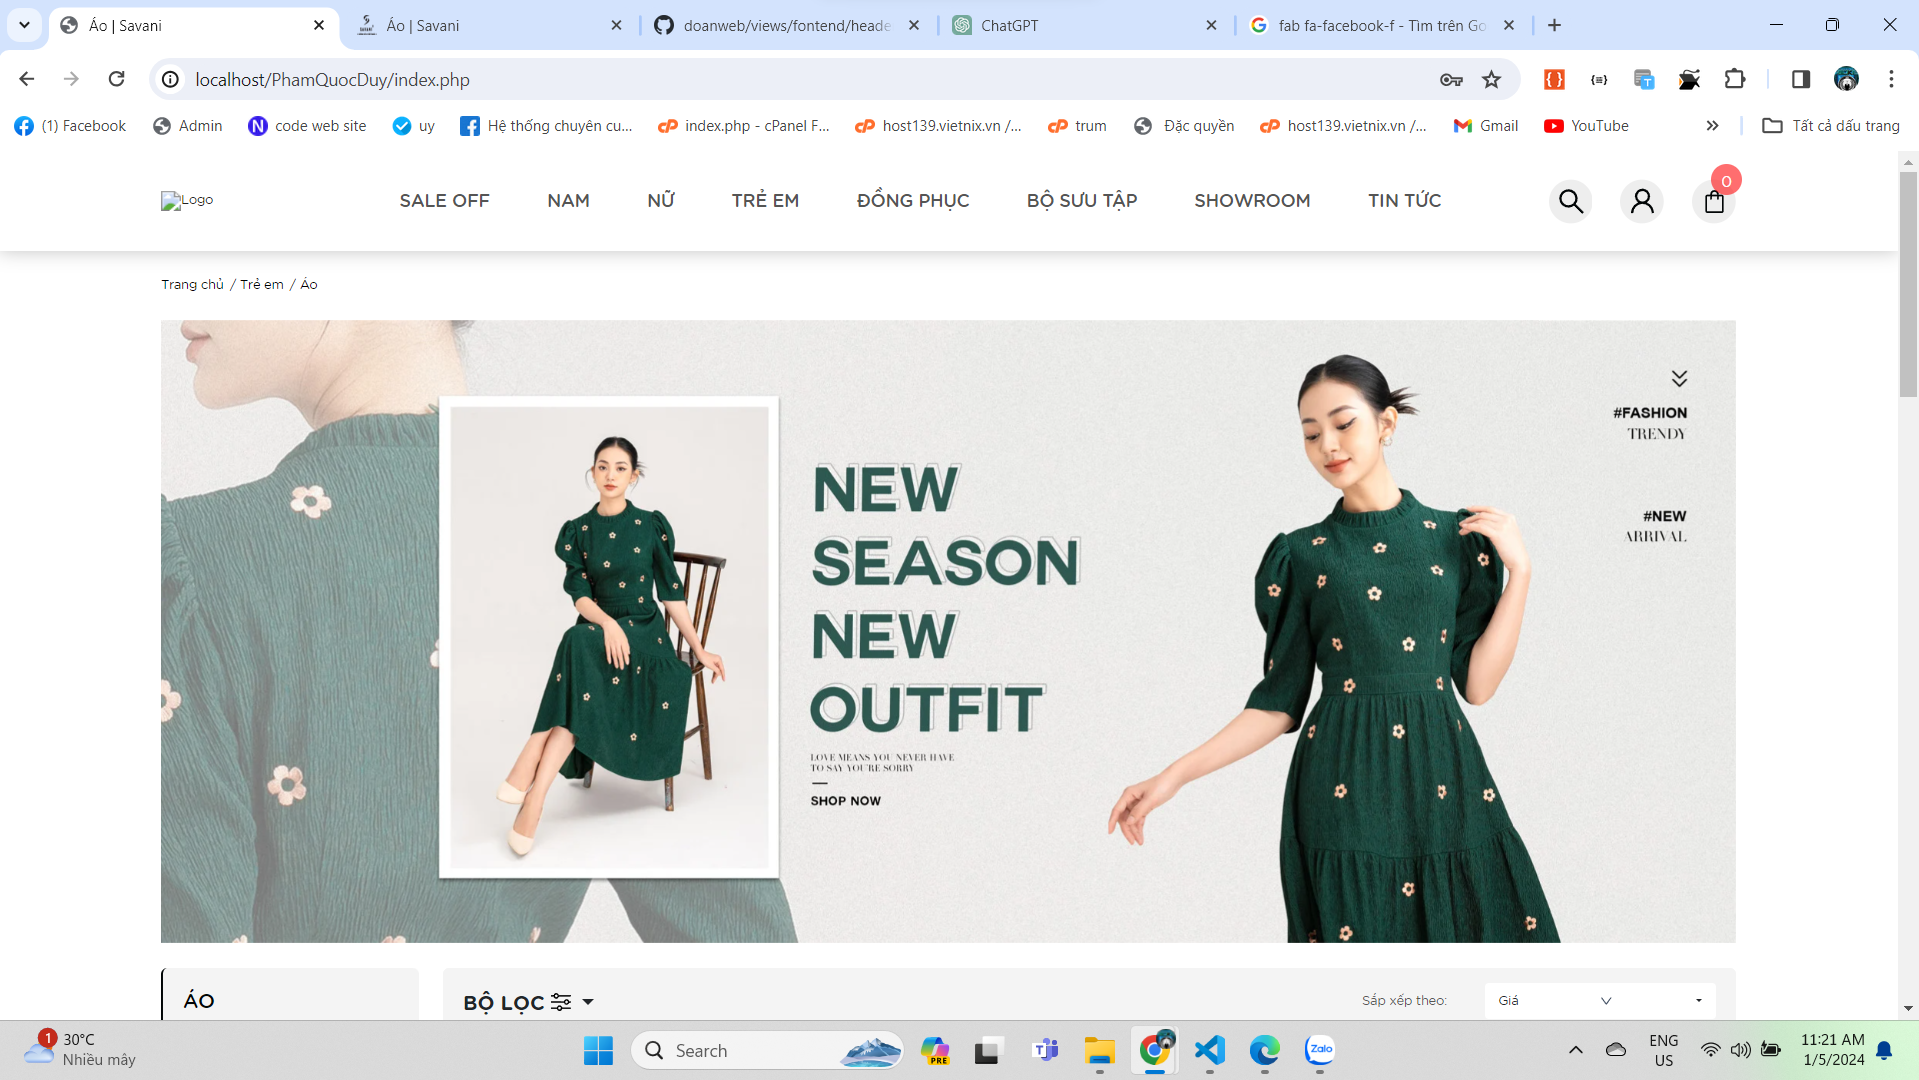 Áo | Savani
Áo | Savani
doanweb/views/fontend/heade
ChatGPT
fab fa-facebook-f - Tìm trên Go
localhost/PhamQuocDuy/index.php
(1) Facebook
Admin
code web site
uy
Hệ thống chuyên cu...
index.php - cPanel F...
host139.vietnix.vn /...
trum
Đặc quyền
host139.vietnix.vn /...
Gmail
YouTube
Tất cả dấu trang
Logo
SALE OFF
NAM
NỮ
TRẺ EM
ĐỒNG PHỤC
BỘ SƯU TẬP
SHOWROOM
TIN TỨC
0
Trang chủ / Trẻ em / Áo
#FASHION
TRENDY
#NEW
ARRIVAL
NEW
SEASON
NEW
OUTFIT
LOVE MEANS YOU NEVER HAVE
TO SAY YOU'RE SORRY
SHOP NOW
ÁO
BỘ LỌC
Sắp xếp theo:
Giá
1
30°C
Nhiều mây
Search
PRE
Zalo
ENG
US
11:21 AM
1/5/2024